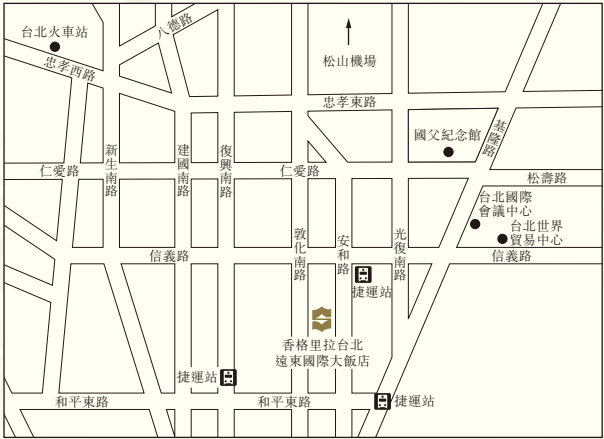 台北火車站
八德路
松山機場
忠孝西路
忠孝東路
國父紀念館
基隆路
新生南路
建國南路
復興南路
仁愛路
仁愛路
松壽路
台北國際
會議中心
台北世界
貿易中心
敦化南路
安和路
光復南路
信義路
信義路
捷運站
香格里拉台北
遠東國際大飯店
捷運站
和平東路
和平東路
捷運站